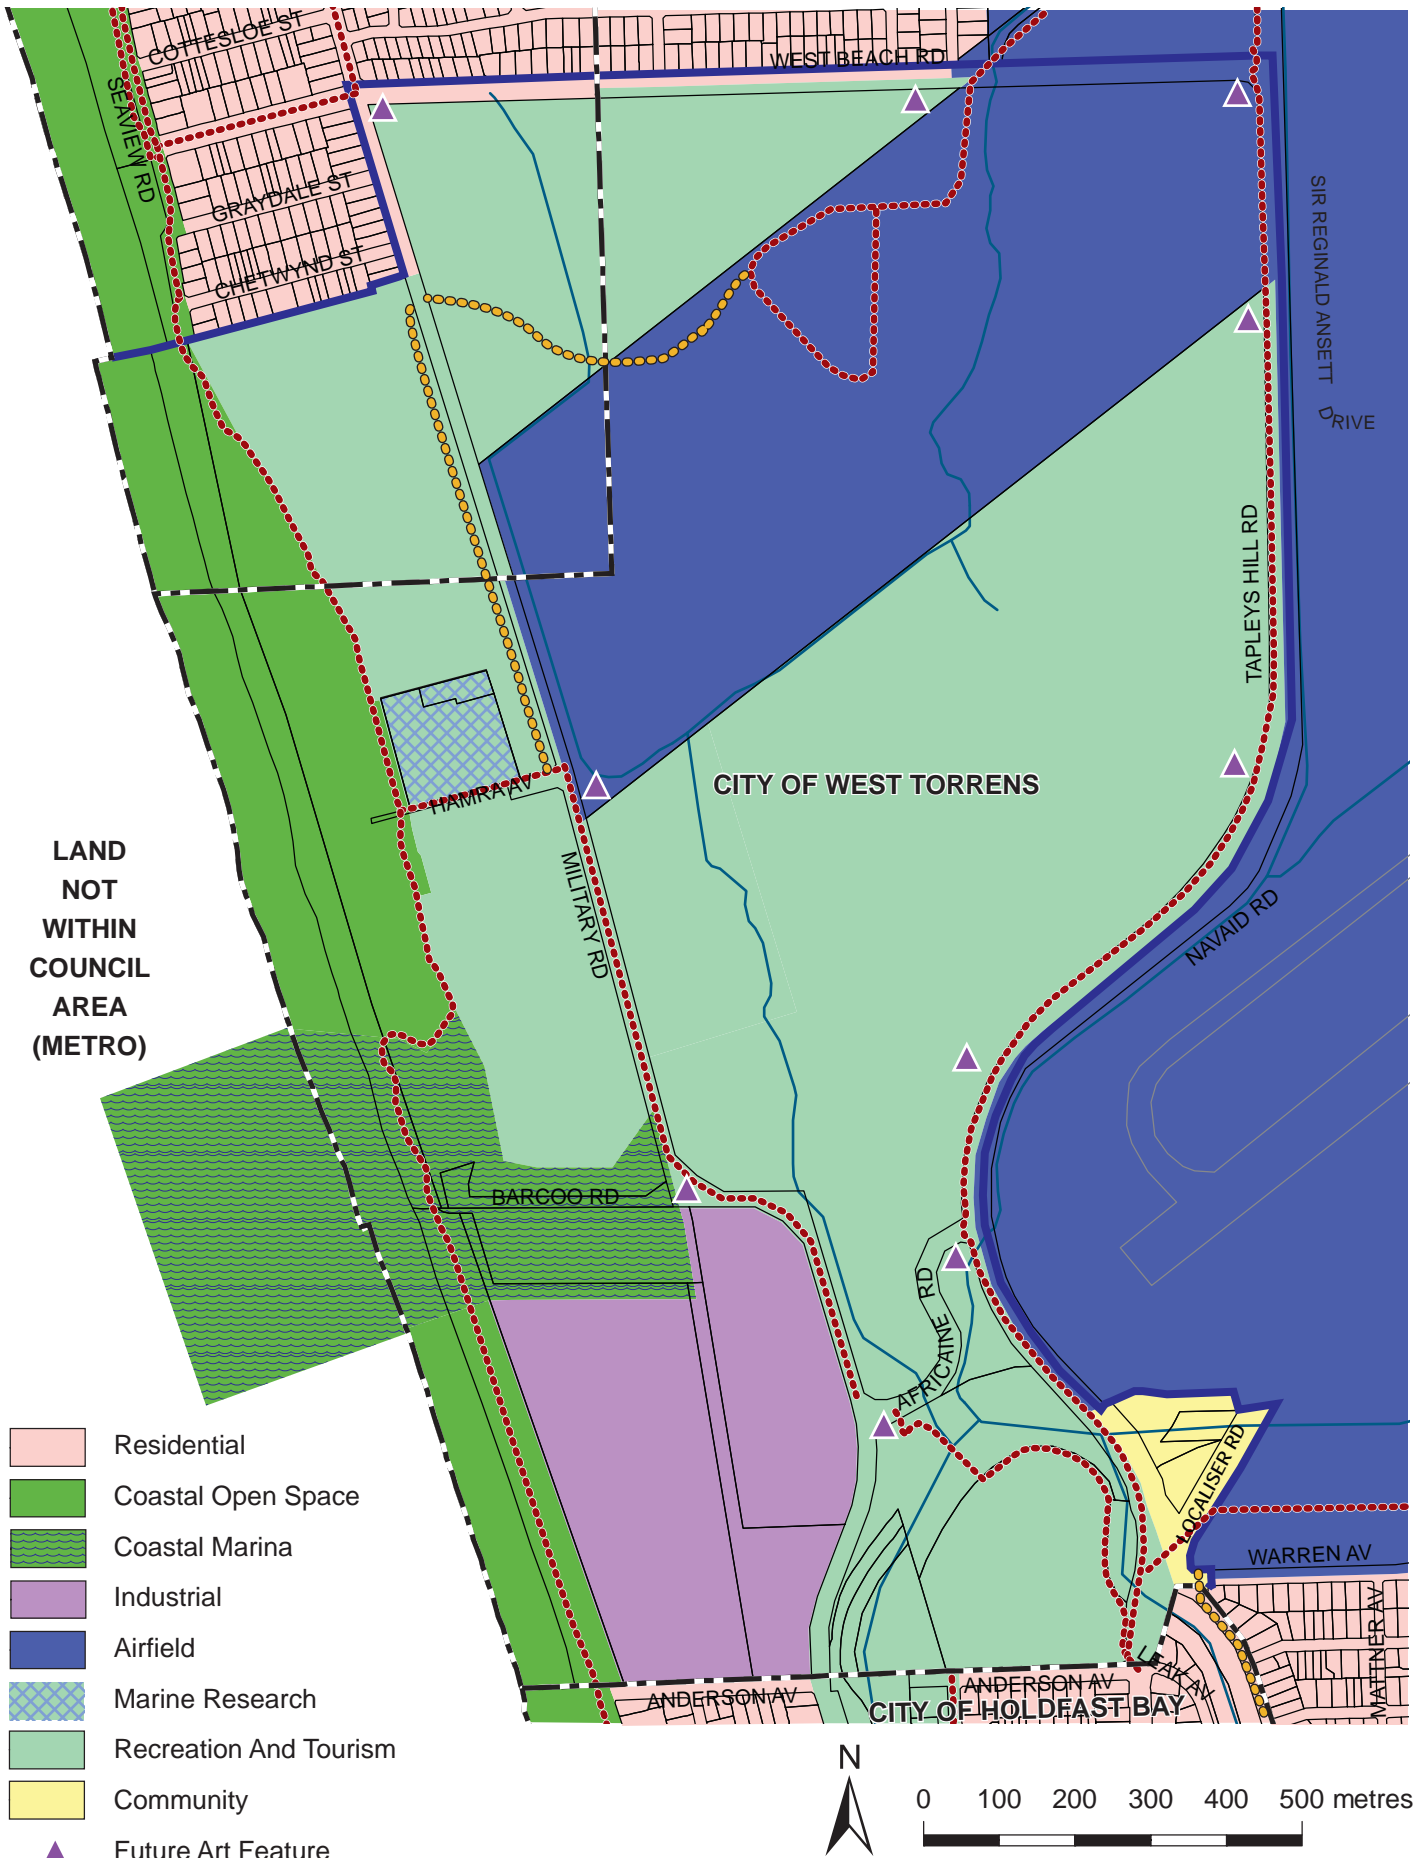 COTTESLOE ST
WEST BEACH RD
SEAVIEW RD
GRAYDALE ST
CHETWYND ST
SIR REGINALD ANSETT
DRIVE
TAPLEYS HILL RD
CITY OF WEST TORRENS
HAMRA AV
LAND
NOT
WITHIN
COUNCIL
AREA
(METRO)
MILITARY RD
NAVAID RD
BARCOO RD
AFRICAINE RD
LOCALISER RD
WARREN AV
MATTNER AV
LEAK AV
ANDERSON AV
ANDERSON AV
CITY OF HOLDFAST BAY
Residential
Coastal Open Space
Coastal Marina
Industrial
Airfield
Marine Research
Recreation And Tourism
Community
Future Art Feature
N
0 100 200 300 400 500 metres